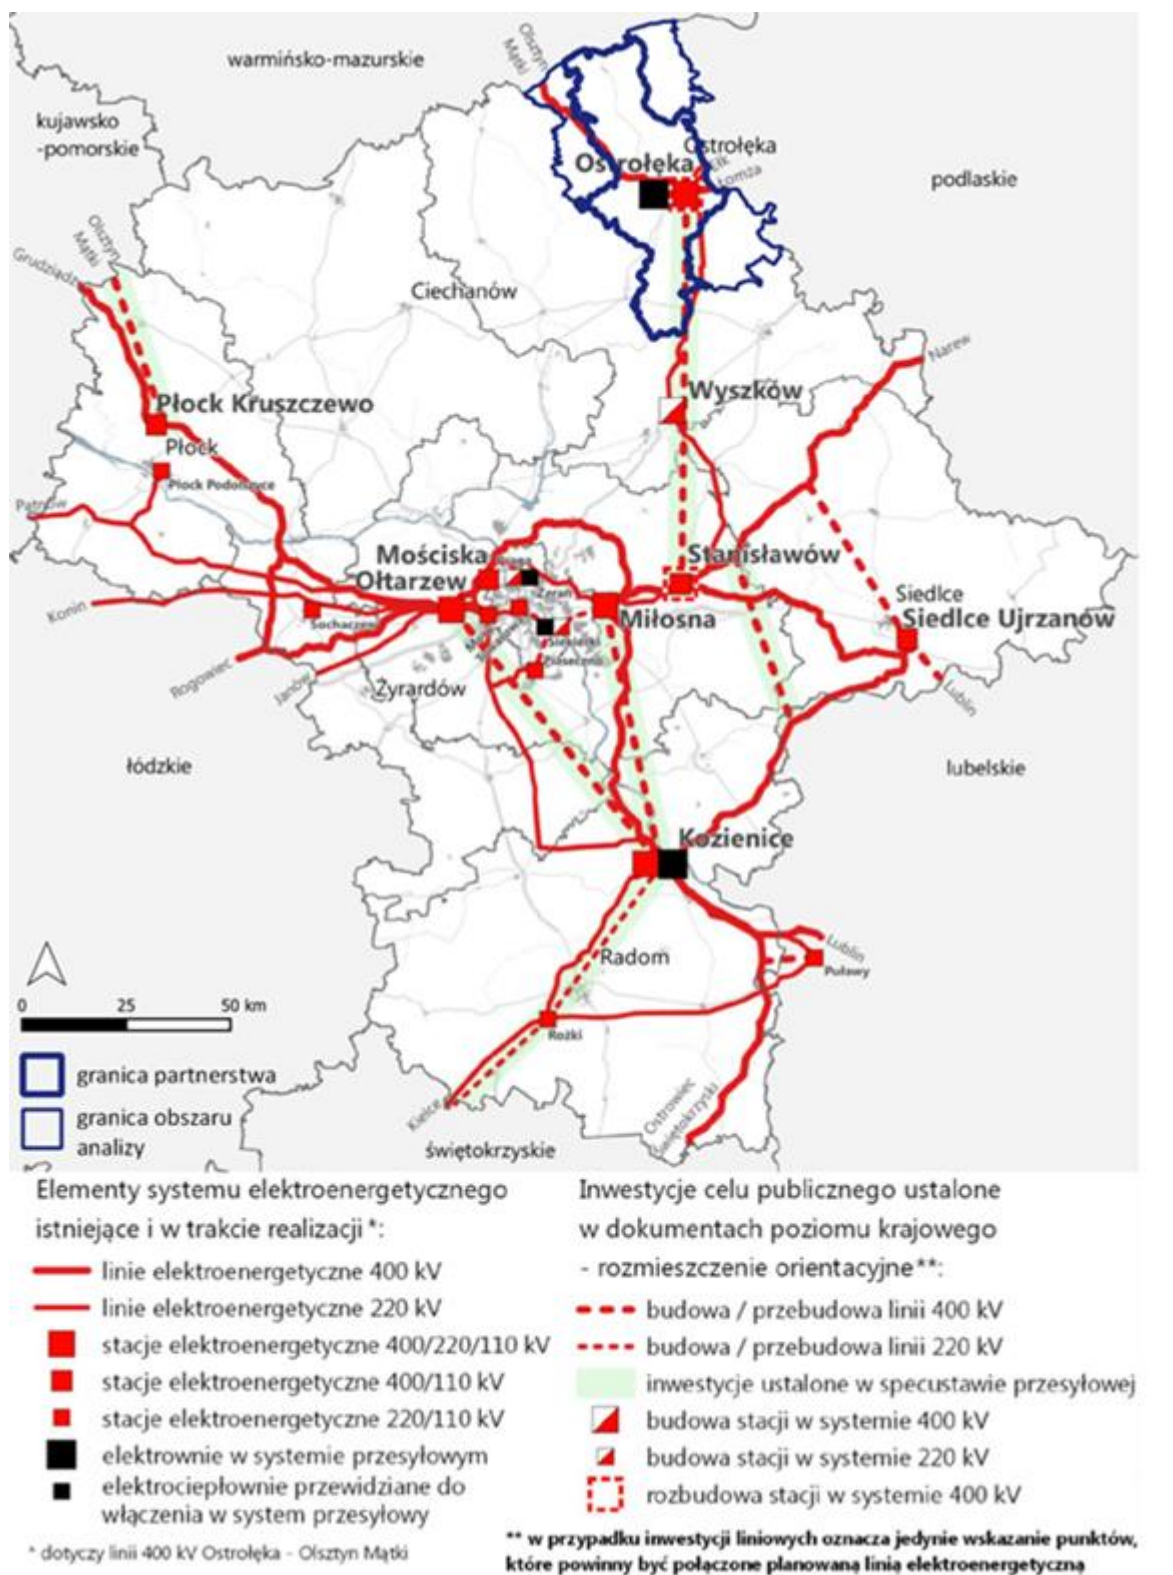 warmińsko-mazurskie
kujawsko
-pomorskie
Olsztyn
Mątki
Ostrołęka
Ostrołęka
Ełk
Łomża
podlaskie
Olsztyn
Mątki
Grudziądz
Ciechanów
Narew
Wyszków
Płock Kruszczewo
Płock
Płock Podolszyce
Pątnów
Mościska
Ołtarzew
Stanisławów
Żerań
Siedlce
Siedlce Ujrzanów
Konin
Sochaczew
Miłosna
Siekierki
Piaseczno
Rogowiec
Janów
Żyrardów
Lublin
łódzkie
lubelskie
Kozienice
Radom
Lublin
Puławy
Rożki
0 25 50 km
granica partnerstwa
granica obszaru
analizy
Kielce
Ostrowiec
Świętokrzyski
świętokrzyskie
Elementy systemu elektroenergetycznego
istniejące i w trakcie realizacji*:
linie elektroenergetyczne 400 kV
linie elektroenergetyczne 220 kV
stacje elektroenergetyczne 400/220/110 kV
stacje elektroenergetyczne 400/110 kV
stacje elektroenergetyczne 220/110 kV
elektrownie w systemie przesyłowym
elektrociepłownie przewidziane do
włączenia w system przesyłowy
* dotyczy linii 400 kV Ostrołęka - Olsztyn Mątki
Inwestycje celu publicznego ustalone
w dokumentach poziomu krajowego
- rozmieszczenie orientacyjne**:
budowa / przebudowa linii 400 kV
budowa / przebudowa linii 220 kV
inwestycje ustalone w specustawie przesyłowej
budowa stacji w systemie 400 kV
budowa stacji w systemie 220 kV
rozbudowa stacji w systemie 400 kV
** w przypadku inwestycji liniowych oznacza jedynie wskazanie punktów,
które powinny być połączone planowaną linią elektroenergetyczną